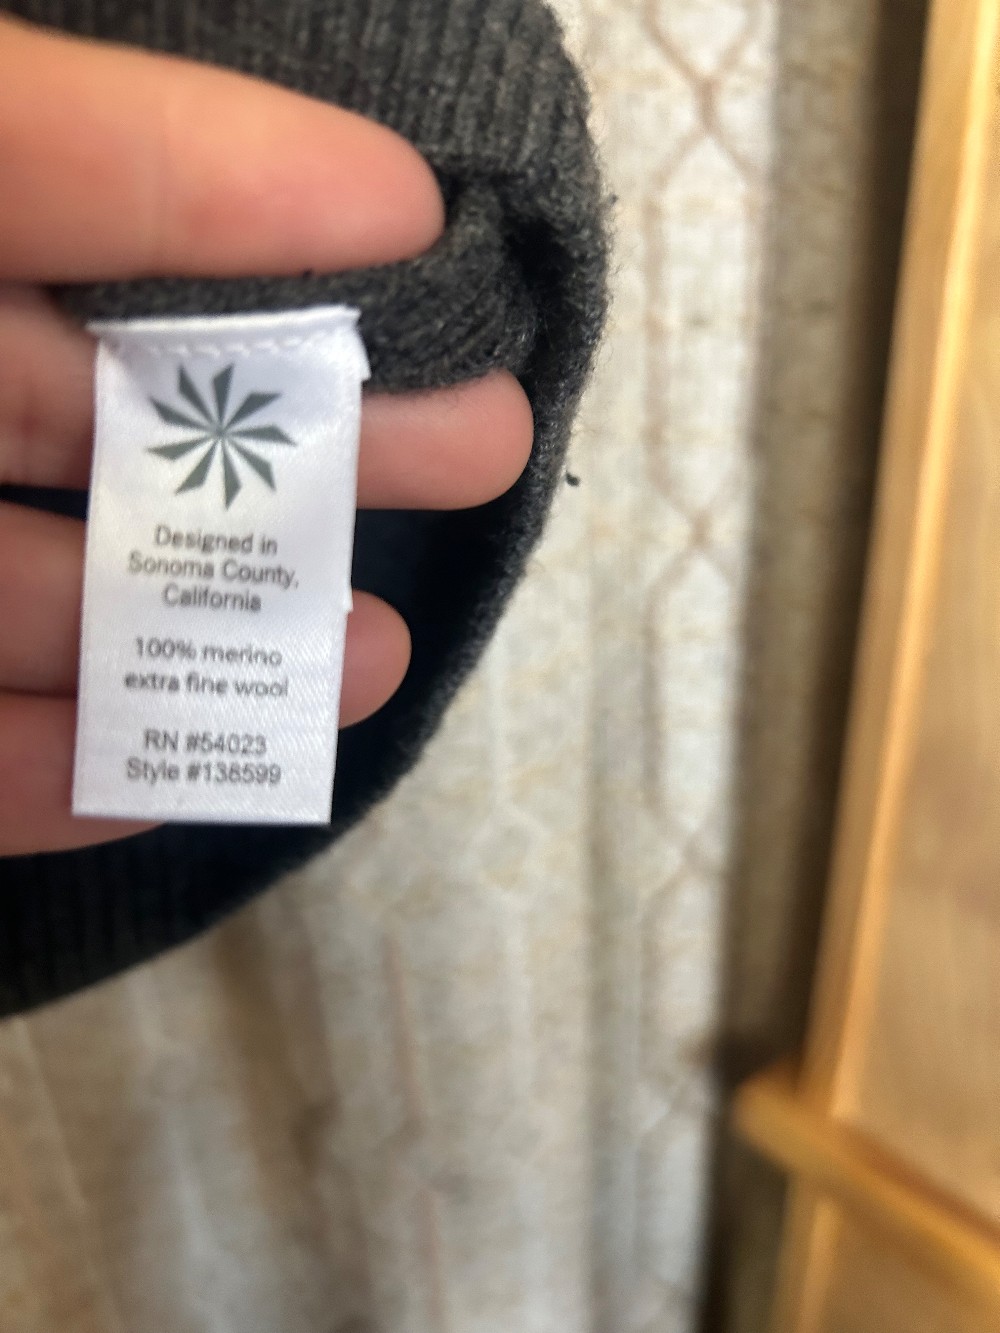 Designed in
Sonoma County,
California
100% merino
extra fine wool
RN #54023
Style #138599